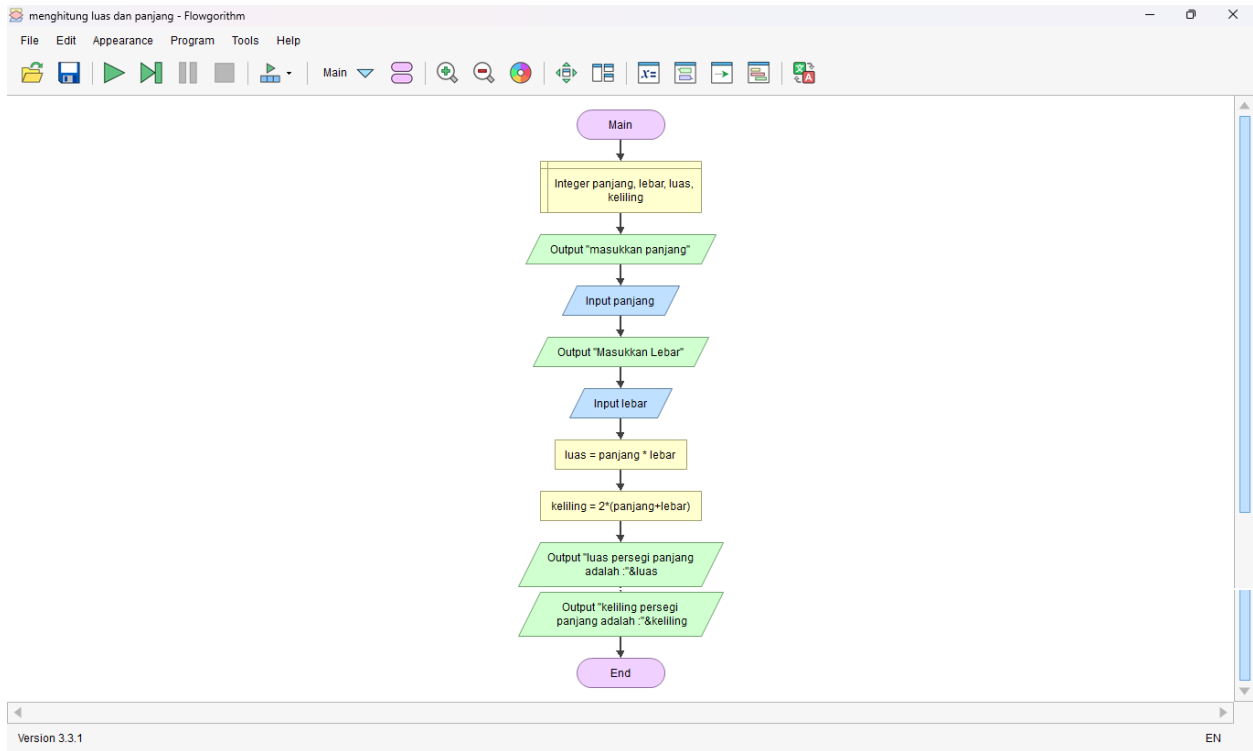 menghitung luas dan panjang - Flowgorithm
File Edit Appearance Program Tools Help
Main x=
Main
Integer panjang, lebar, luas,
keliling
Output "masukkan panjang"
Input panjang
Output "Masukkan Lebar"
Input lebar
luas = panjang * lebar
keliling = 2*(panjang+lebar)
Output "luas persegi panjang
adalah :"&luas
Output "keliling persegi
panjang adalah :"&keliling
End
Version 3.3.1 EN